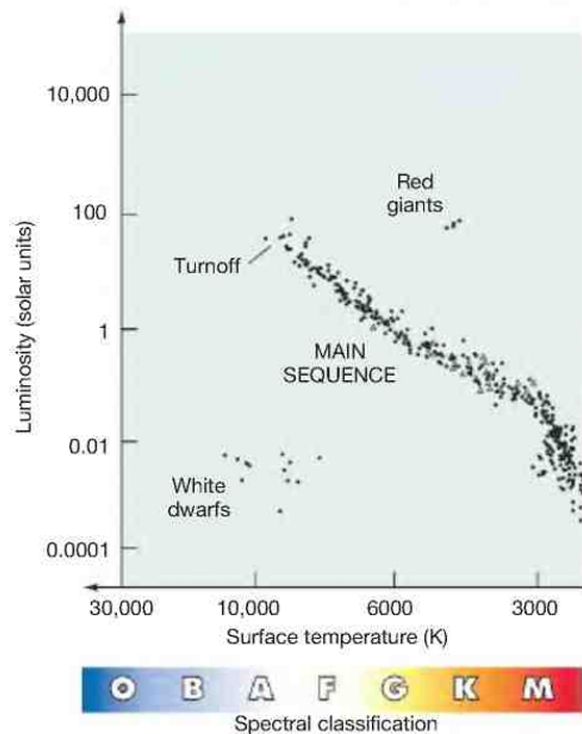 10,000
100
1
0.01
0.0001
Luminosity (solar units)
Red
giants
Turnoff
MAIN
SEQUENCE
White
dwarfs
30,000 10,000 6000 3000
Surface temperature (K)
O B A F G K M
Spectral classification